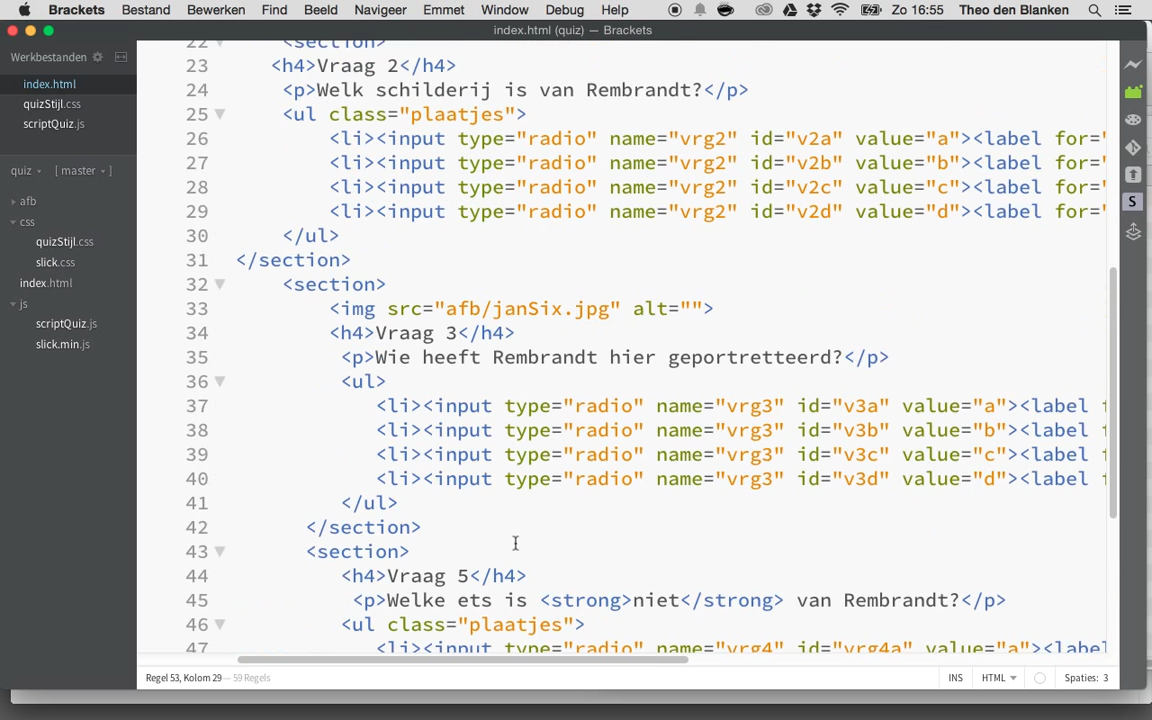 Brackets Bestand Bewerken Find Beeld Navigeer Emmet Window Debug Help Zo 16:55 Theo den Blanken
index.html (quiz) — Brackets
Werkbestanden
index.html
quizStijl.css
scriptQuiz.js
quiz [ master ]
afb
css
quizStijl.css
slick.css
index.html
js
scriptQuiz.js
slick.min.js
22 <section>
23 <h4>Vraag 2</h4>
24 <p>Welk schilderij is van Rembrandt?</p>
25 <ul class="plaatjes">
26 <li><input type="radio" name="vrg2" id="v2a" value="a"><label for="
27 <li><input type="radio" name="vrg2" id="v2b" value="b"><label for="
28 <li><input type="radio" name="vrg2" id="v2c" value="c"><label for="
29 <li><input type="radio" name="vrg2" id="v2d" value="d"><label for="
30 </ul>
31 </section>
32 <section>
33 <img src="afb/janSix.jpg" alt="">
34 <h4>Vraag 3</h4>
35 <p>Wie heeft Rembrandt hier geportretteerd?</p>
36 <ul>
37 <li><input type="radio" name="vrg3" id="v3a" value="a"><label f
38 <li><input type="radio" name="vrg3" id="v3b" value="b"><label f
39 <li><input type="radio" name="vrg3" id="v3c" value="c"><label f
40 <li><input type="radio" name="vrg3" id="v3d" value="d"><label f
41 </ul>
42 </section>
43 <section>
44 <h4>Vraag 5</h4>
45 <p>Welke ets is <strong>niet</strong> van Rembrandt?</p>
46 <ul class="plaatjes">
47 <li><input type="radio" name="vrg4" id="vrg4a" value="a"><label
Regel 53, Kolom 29 — 59 Regels INS HTML Spaties: 3